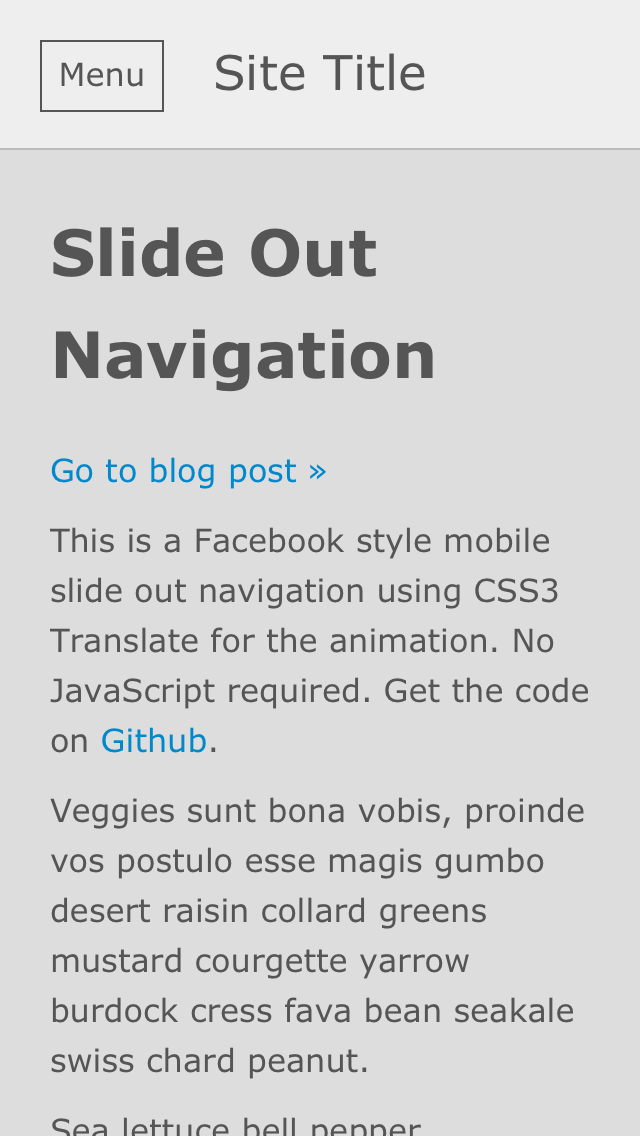 Menu
Site Title
Slide Out
Navigation
Go to blog post »
This is a Facebook style mobile
slide out navigation using CSS3
Translate for the animation. No
JavaScript required. Get the code
on Github.
Veggies sunt bona vobis, proinde
vos postulo esse magis gumbo
desert raisin collard greens
mustard courgette yarrow
burdock cress fava bean seakale
swiss chard peanut.
Sea lettuce bell pepper